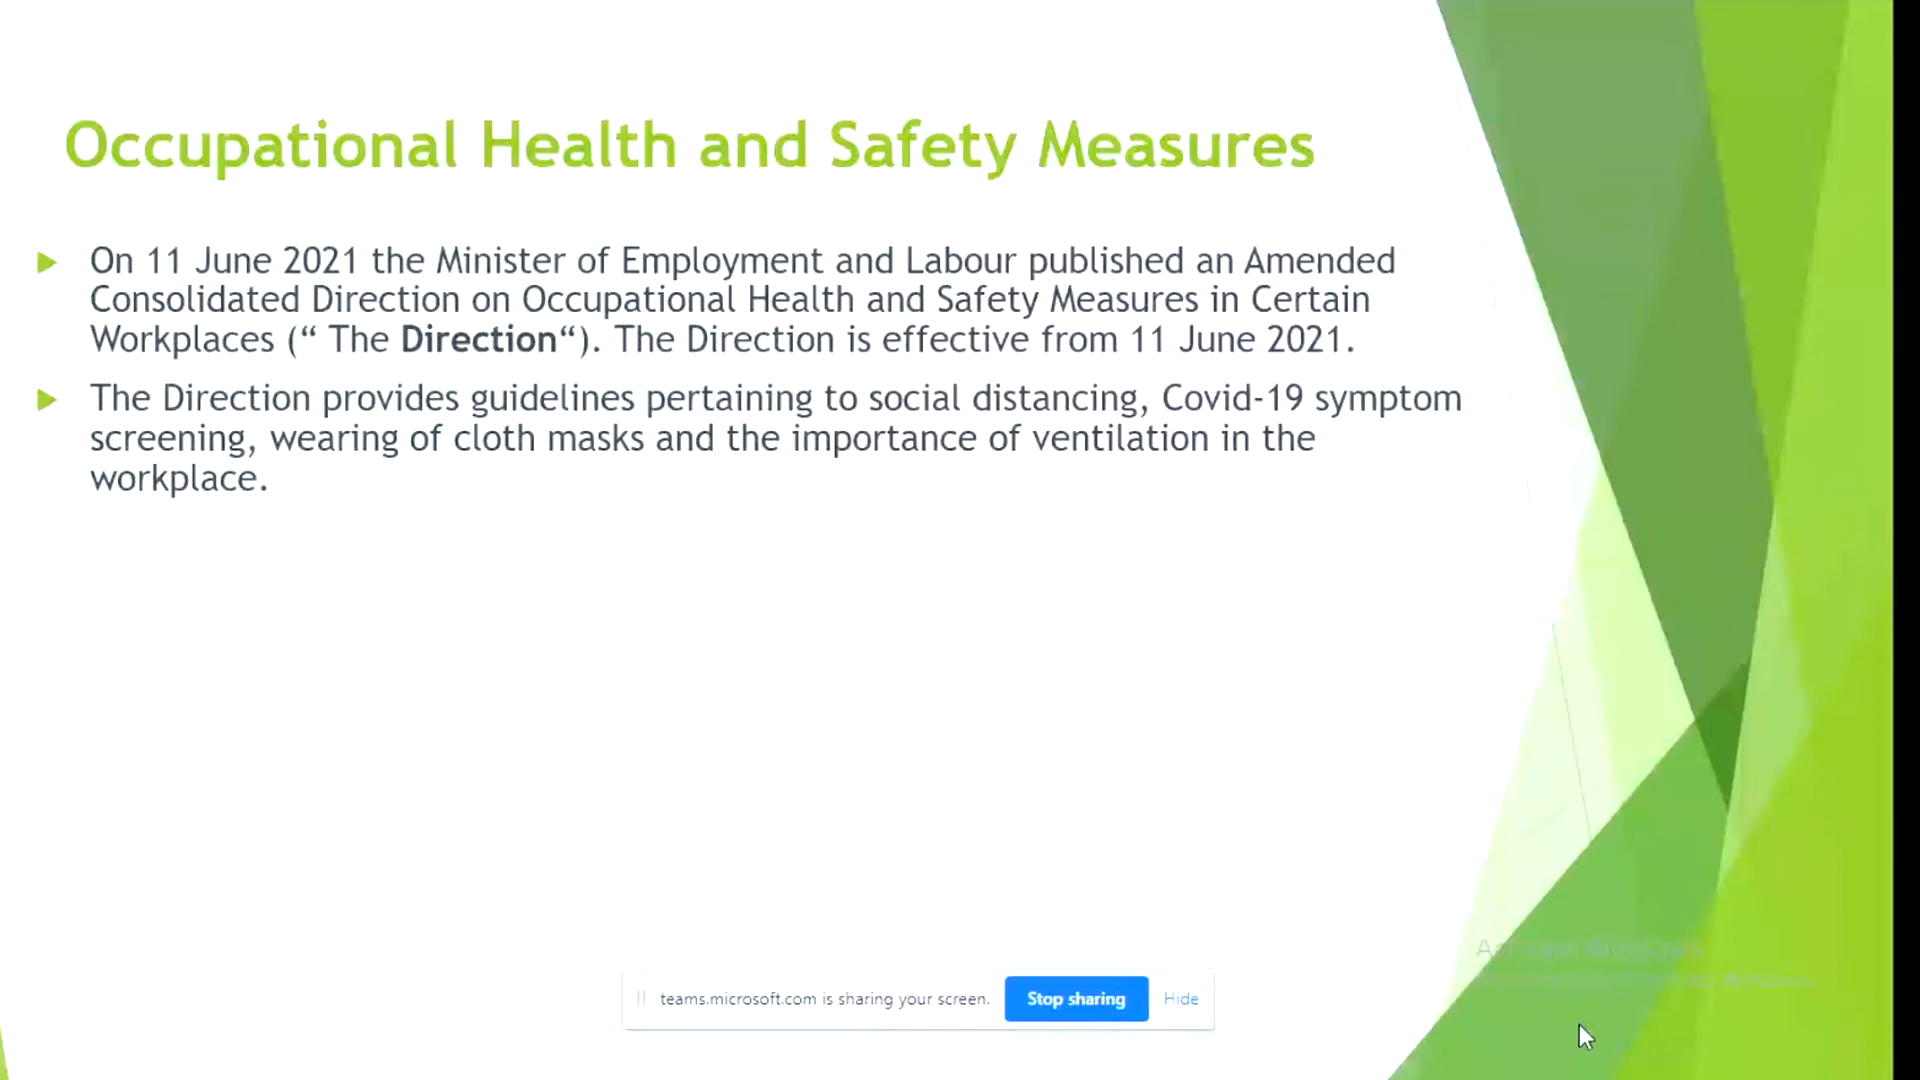 Occupational Health and Safety Measures
On 11 June 2021 the Minister of Employment and Labour published an Amended
Consolidated Direction on Occupational Health and Safety Measures in Certain
Workplaces (“ The Direction“). The Direction is effective from 11 June 2021.
The Direction provides guidelines pertaining to social distancing, Covid-19 symptom
screening, wearing of cloth masks and the importance of ventilation in the
workplace.
Activate Windows
teams.microsoft.com is sharing your screen.
Stop sharing
Hide